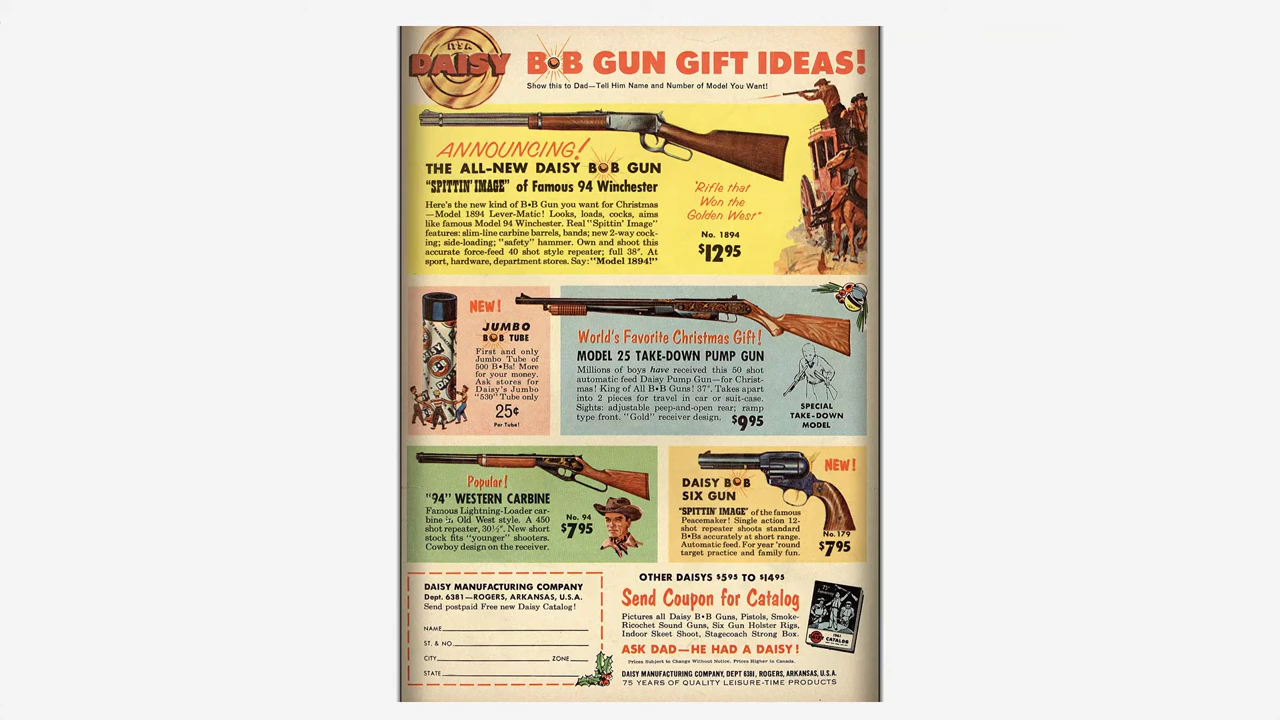 IT'S A
DAISY
B•B GUN GIFT IDEAS!
Show this to Dad—Tell Him Name and Number of Model You Want!
ANNOUNCING!
THE ALL-NEW DAISY B•B GUN
"SPITTIN' IMAGE" of Famous 94 Winchester
Here's the new kind of B•B Gun you want for Christmas
—Model 1894 Lever-Matic! Looks, loads, cocks, aims
like famous Model 94 Winchester. Real "Spittin' Image"
features: slim-line carbine barrels, bands; new 2-way cock-
ing; side-loading; "safety" hammer. Own and shoot this
accurate force-feed 40 shot style repeater; full 38". At
sport, hardware, department stores. Say: "Model 1894!"
"Rifle that
Won the
Golden West"
No. 1894
$12.95
NEW!
JUMBO
B•B TUBE
First and only
Jumbo Tube of
500 B•Bs! More
for your money.
Ask stores for
Daisy's Jumbo
"530" Tube only
25¢
Per Tube!
World's Favorite Christmas Gift!
MODEL 25 TAKE-DOWN PUMP GUN
Millions of boys have received this 50 shot
automatic feed Daisy Pump Gun—for Christ-
mas! King of All B•B Guns! 37". Takes apart
into 2 pieces for travel in car or suit-case.
Sights: adjustable peep-and-open rear; ramp
type front. "Gold" receiver design.
$9.95
SPECIAL
TAKE-DOWN
MODEL
Popular!
"94" WESTERN CARBINE
Famous Lightning-Loader car-
bine in Old West style. A 450
shot repeater, 30½". New short
stock fits "younger" shooters.
Cowboy design on the receiver.
No. 94
$7.95
NEW!
DAISY B•B
SIX GUN
"SPITTIN' IMAGE" of the famous
Peacemaker! Single action 12-
shot repeater shoots standard
B•Bs accurately at short range.
Automatic feed. For year 'round
target practice and family fun.
No. 179
$7.95
DAISY MANUFACTURING COMPANY
Dept. 6381—ROGERS, ARKANSAS, U.S.A.
Send postpaid Free new Daisy Catalog!
NAME
ST. & NO.
CITY ZONE
STATE
OTHER DAISYS $5.95 TO $14.95
Send Coupon for Catalog
Pictures all Daisy B•B Guns, Pistols, Smoke-
Ricochet Sound Guns, Six Gun Holster Rigs,
Indoor Skeet Shoot, Stagecoach Strong Box.
ASK DAD—HE HAD A DAISY!
Prices Subject to Change Without Notice. Prices Higher in Canada.
DAISY MANUFACTURING COMPANY, DEPT 6381, ROGERS, ARKANSAS, U.S.A.
75 YEARS OF QUALITY LEISURE-TIME PRODUCTS
DAISY CATALOG